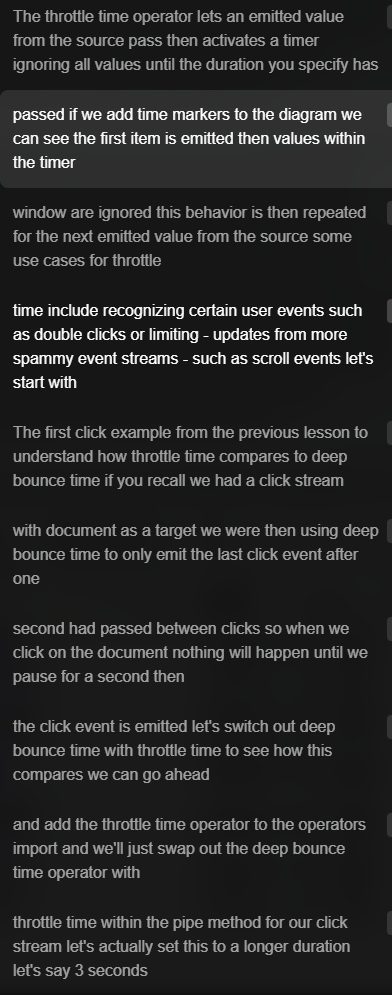 The throttle time operator lets an emitted value
from the source pass then activates a timer
ignoring all values until the duration you specify has
passed if we add time markers to the diagram we
can see the first item is emitted then values within
the timer
window are ignored this behavior is then repeated
for the next emitted value from the source some
use cases for throttle
time include recognizing certain user events such
as double clicks or limiting - updates from more
spammy event streams - such as scroll events let's
start with
The first click example from the previous lesson to
understand how throttle time compares to deep
bounce time if you recall we had a click stream
with document as a target we were then using deep
bounce time to only emit the last click event after
one
second had passed between clicks so when we
click on the document nothing will happen until we
pause for a second then
the click event is emitted let's switch out deep
bounce time with throttle time to see how this
compares we can go ahead
and add the throttle time operator to the operators
import and we'll just swap out the deep bounce
time operator with
throttle time within the pipe method for our click
stream let's actually set this to a longer duration
let's say 3 seconds